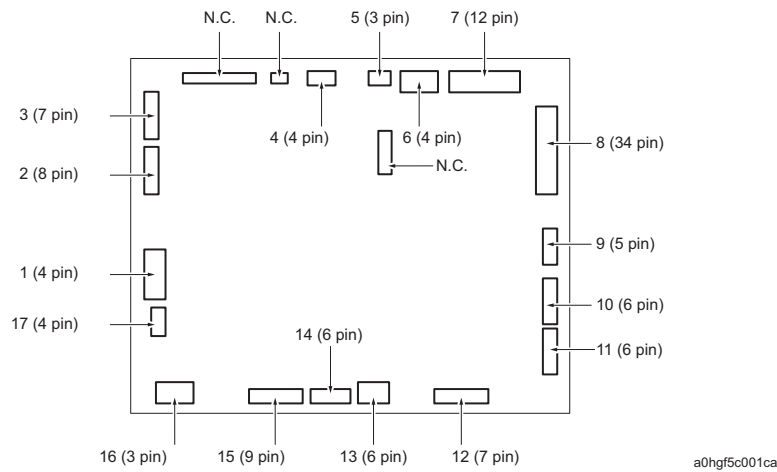 N.C.
N.C.
5 (3 pin)
7 (12 pin)
3 (7 pin)
4 (4 pin)
6 (4 pin)
8 (34 pin)
2 (8 pin)
N.C.
9 (5 pin)
1 (4 pin)
10 (6 pin)
17 (4 pin)
14 (6 pin)
11 (6 pin)
16 (3 pin)
15 (9 pin)
13 (6 pin)
12 (7 pin)
a0hgf5c001ca